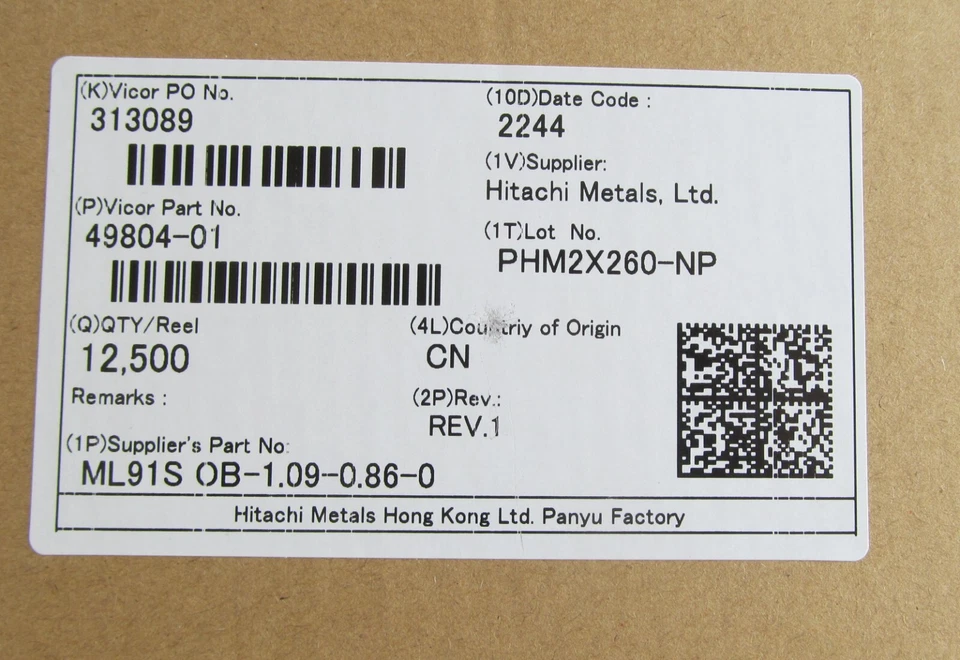 (K)Vicor PO No.
313089
(P)Vicor Part No.
49804-01
(Q)QTY/Reel
12,500
Remarks :
(1P)Supplier's Part No:
ML91S OB-1.09-0.86-0
(10D)Date Code :
2244
(1V)Supplier:
Hitachi Metals, Ltd.
(1T)Lot No.
PHM2X260-NP
(4L)Countriy of Origin
CN
(2P)Rev.:
REV.1
Hitachi Metals Hong Kong Ltd. Panyu Factory